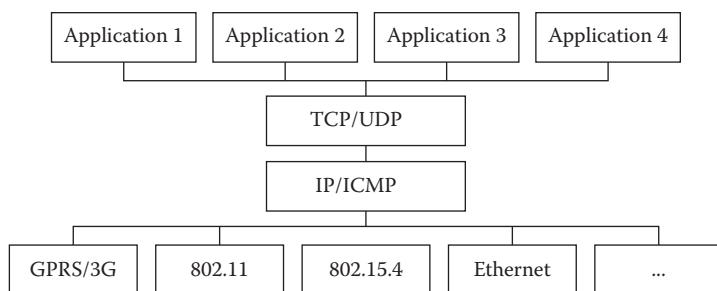 Application 1
Application 2
Application 3
Application 4
TCP/UDP
IP/ICMP
GPRS/3G
802.11
802.15.4
Ethernet
...